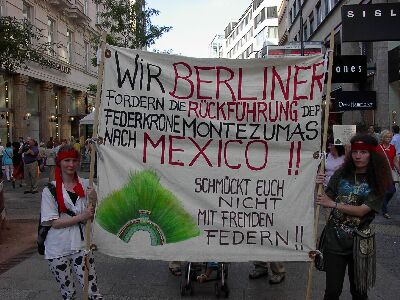 WIR BERLINER
FORDERN DIE RÜCKFÜHRUNG DER
FEDERKRONE MONTEZUMAS
NACH MEXICO !!
SCHMÜCKT EUCH
NICHT
MIT FREMDEN
FEDERN!!
SISL